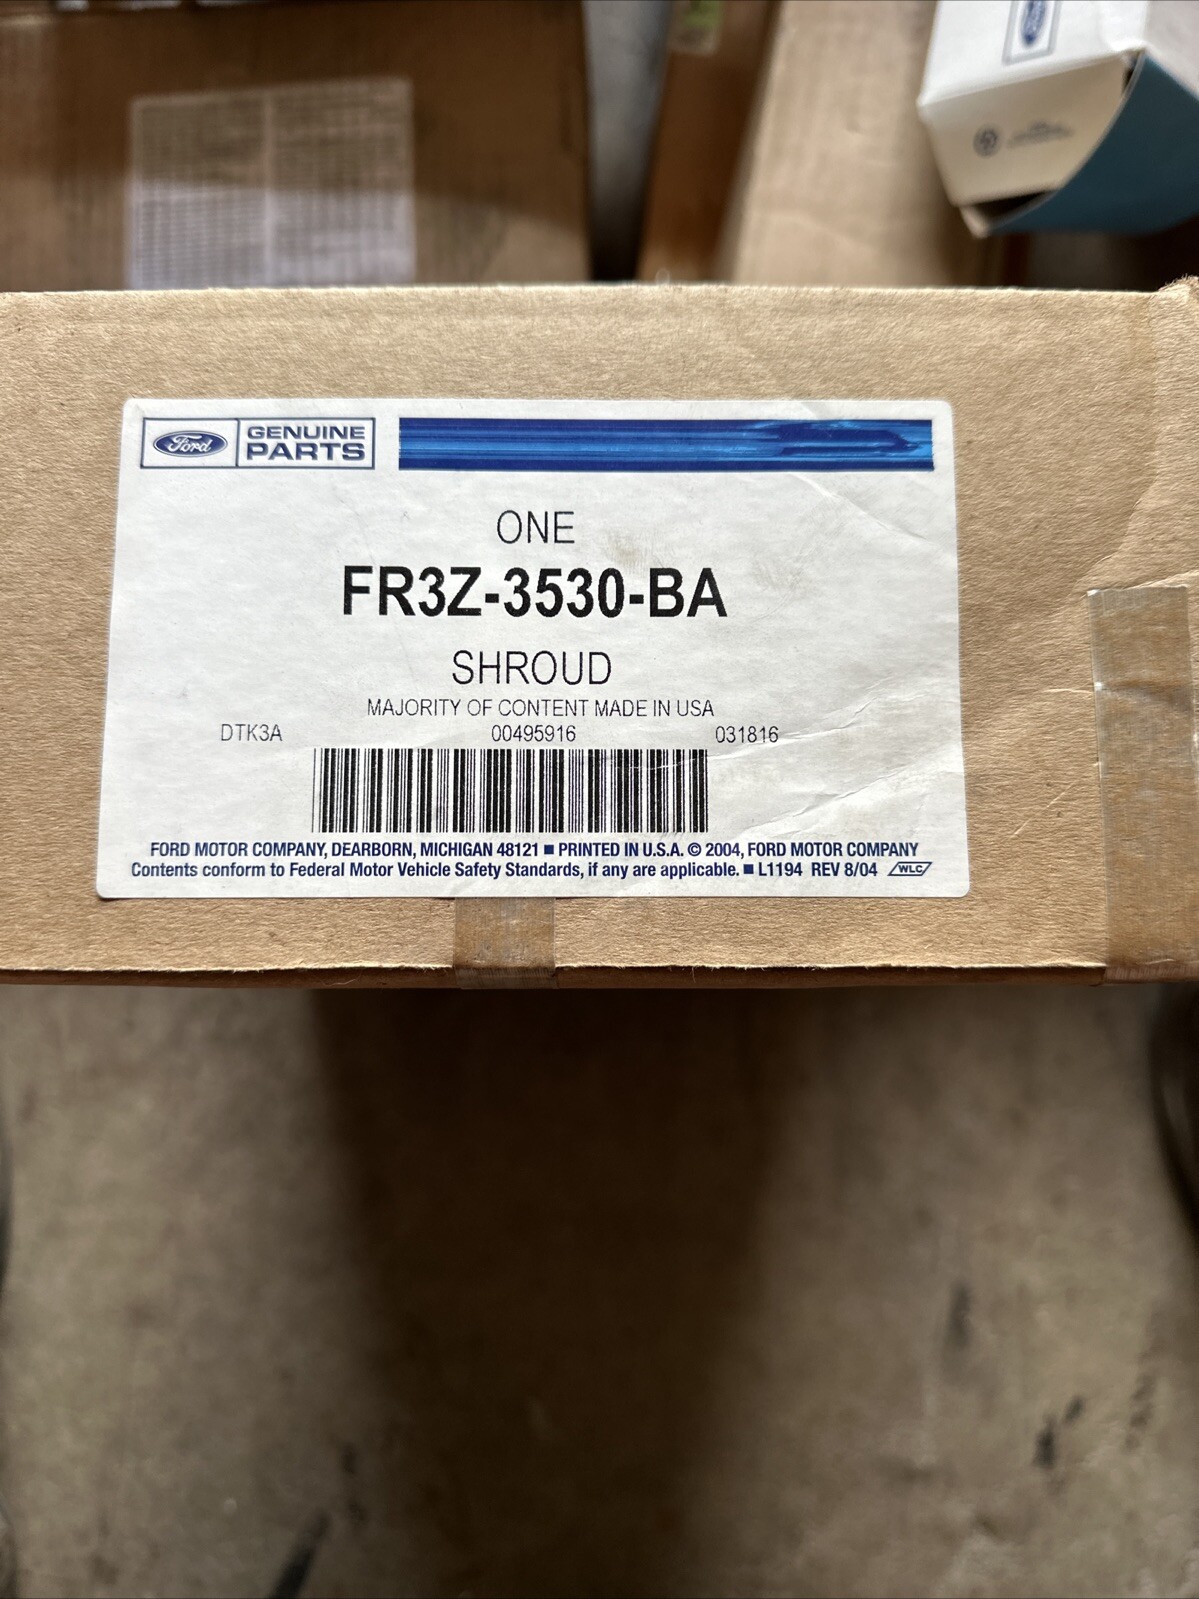 Ford GENUINE PARTS
ONE
FR3Z-3530-BA
SHROUD
MAJORITY OF CONTENT MADE IN USA
DTK3A 00495916 031816
FORD MOTOR COMPANY, DEARBORN, MICHIGAN 48121 ■ PRINTED IN U.S.A. © 2004, FORD MOTOR COMPANY
Contents conform to Federal Motor Vehicle Safety Standards, if any are applicable. ■ L1194 REV 8/04 WLC